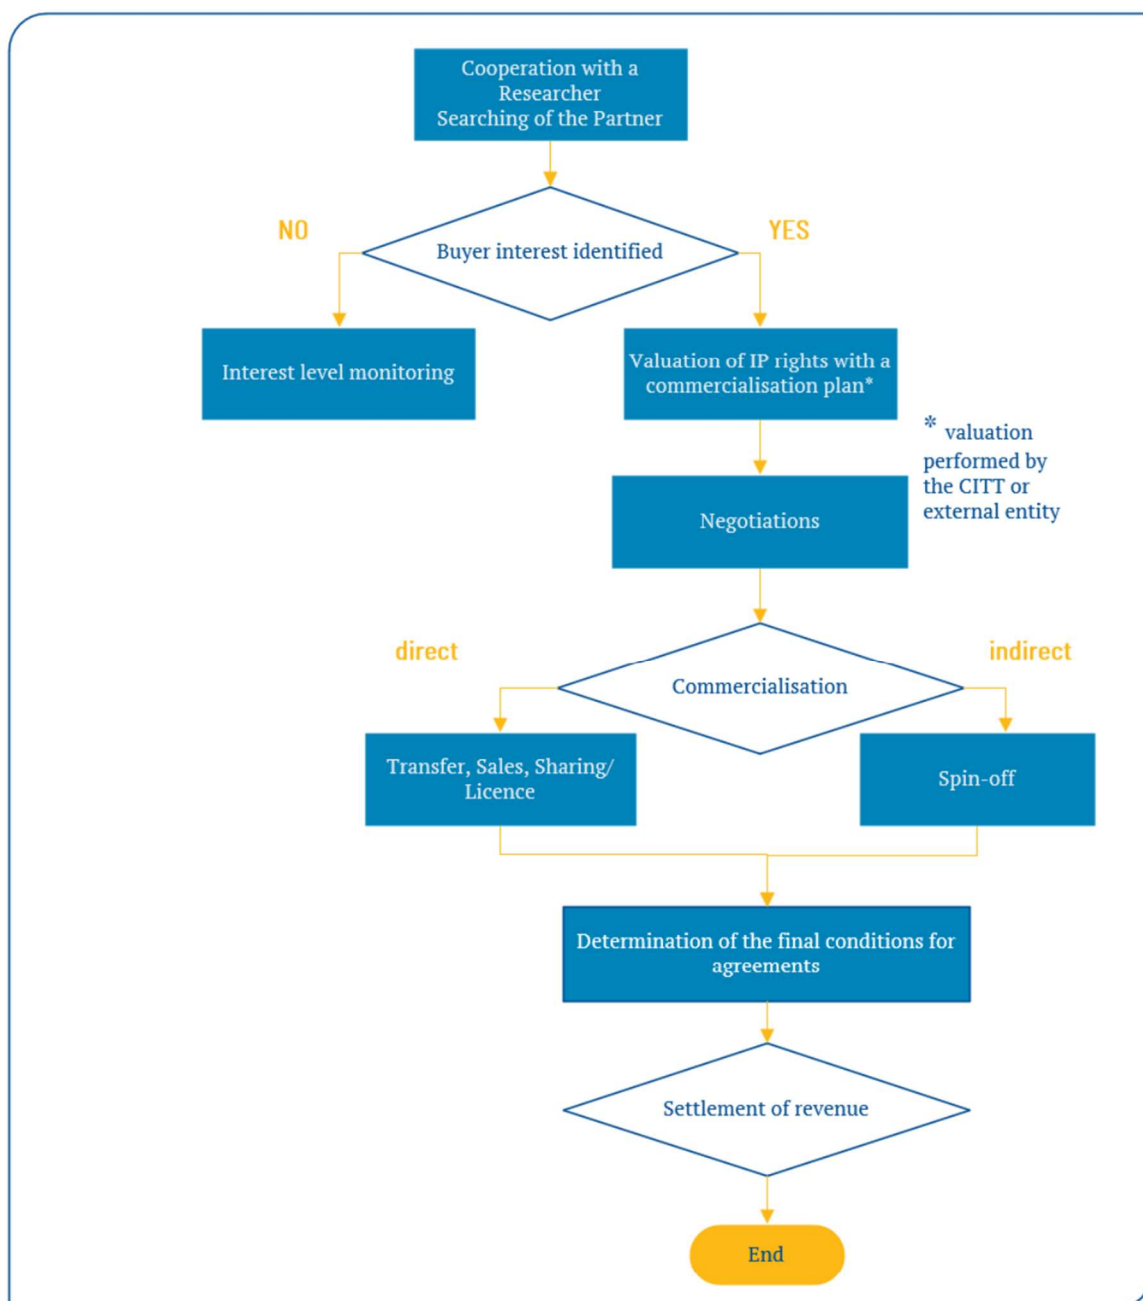 Cooperation with a
Researcher
Searching of the Partner
NO
YES
Buyer interest identified
Interest level monitoring
Valuation of IP rights with a
commercialisation plan*
* valuation
performed by
the CITT or
external entity
Negotiations
direct
indirect
Commercialisation
Transfer, Sales, Sharing/
Licence
Spin-off
Determination of the final conditions for
agreements
Settlement of revenue
End